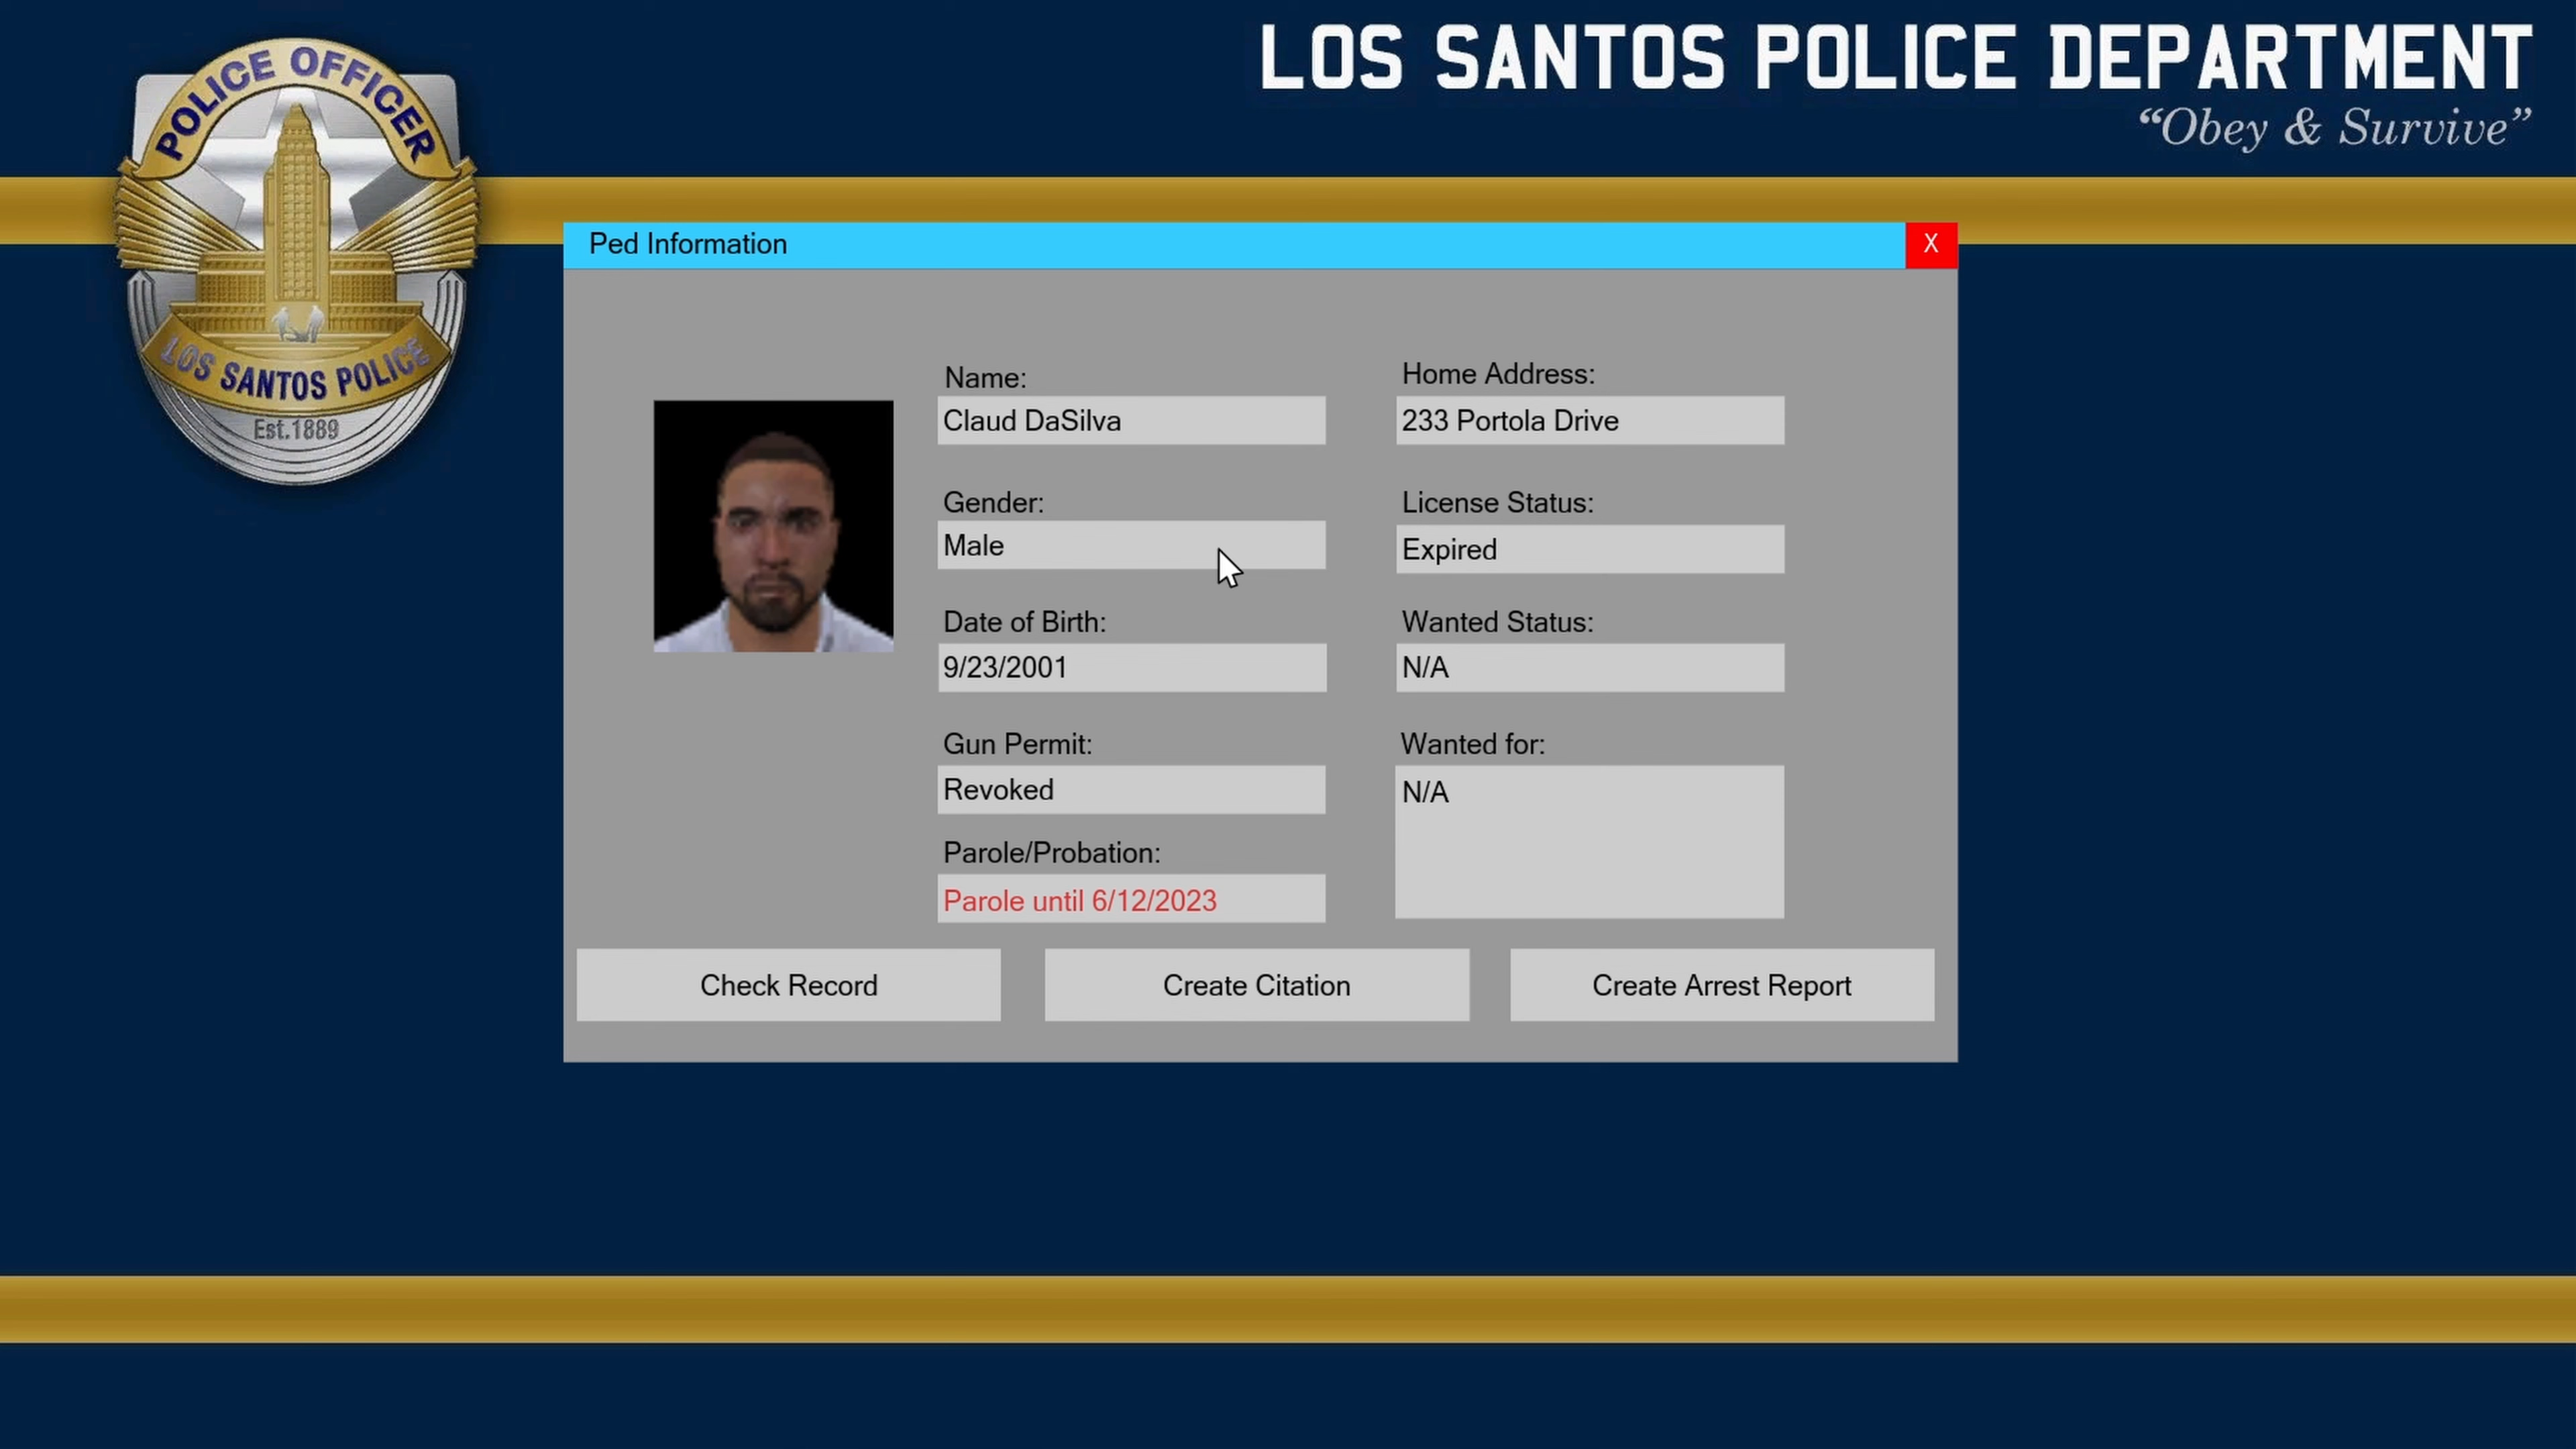 POLICE OFFICER
LOS SANTOS POLICE
Est.1889
LOS SANTOS POLICE DEPARTMENT
“Obey & Survive”
Ped Information
X
Name:
Claud DaSilva
Gender:
Male
Date of Birth:
9/23/2001
Gun Permit:
Revoked
Parole/Probation:
Parole until 6/12/2023
Home Address:
233 Portola Drive
License Status:
Expired
Wanted Status:
N/A
Wanted for:
N/A
Check Record
Create Citation
Create Arrest Report